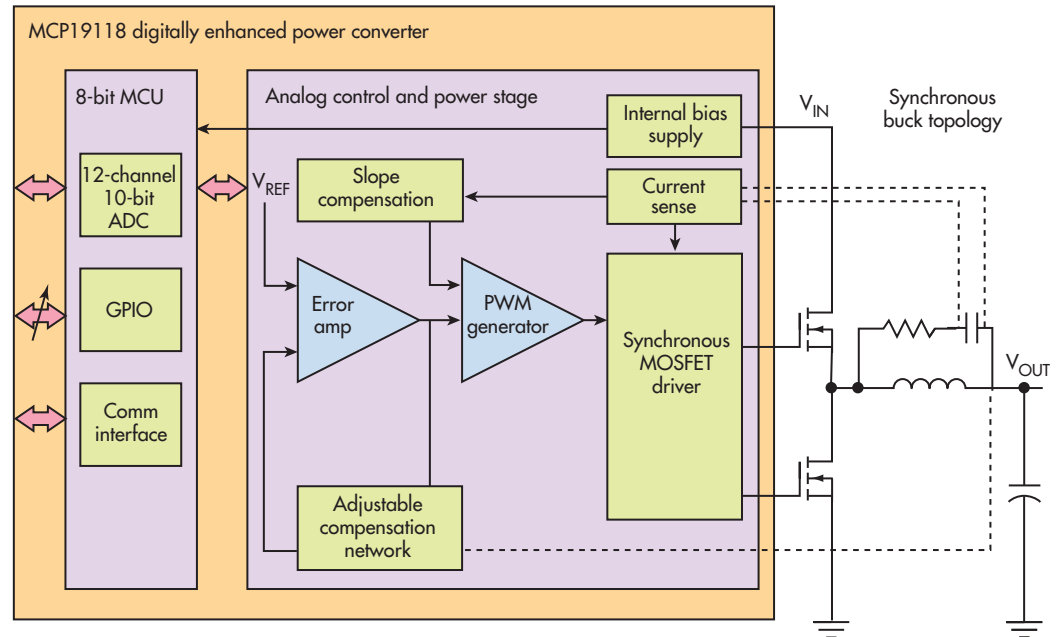 MCP19118 digitally enhanced power converter
8-bit MCU
12-channel
10-bit
ADC
GPIO
Comm
interface
Analog control and power stage
Internal bias
supply
VREF
Slope
compensation
Current
sense
Error
amp
PWM
generator
Synchronous
MOSFET
driver
Adjustable
compensation
network
VIN
Synchronous
buck topology
VOUT